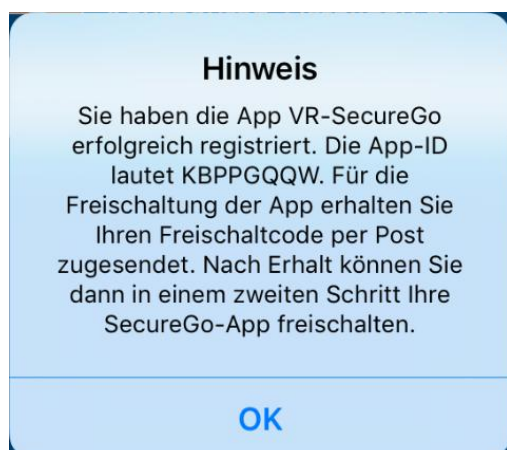 Hinweis
Sie haben die App VR-SecureGo
erfolgreich registriert. Die App-ID
lautet KBPPGQQW. Für die
Freischaltung der App erhalten Sie
Ihren Freischaltcode per Post
zugesendet. Nach Erhalt können Sie
dann in einem zweiten Schritt Ihre
SecureGo-App freischalten.
OK